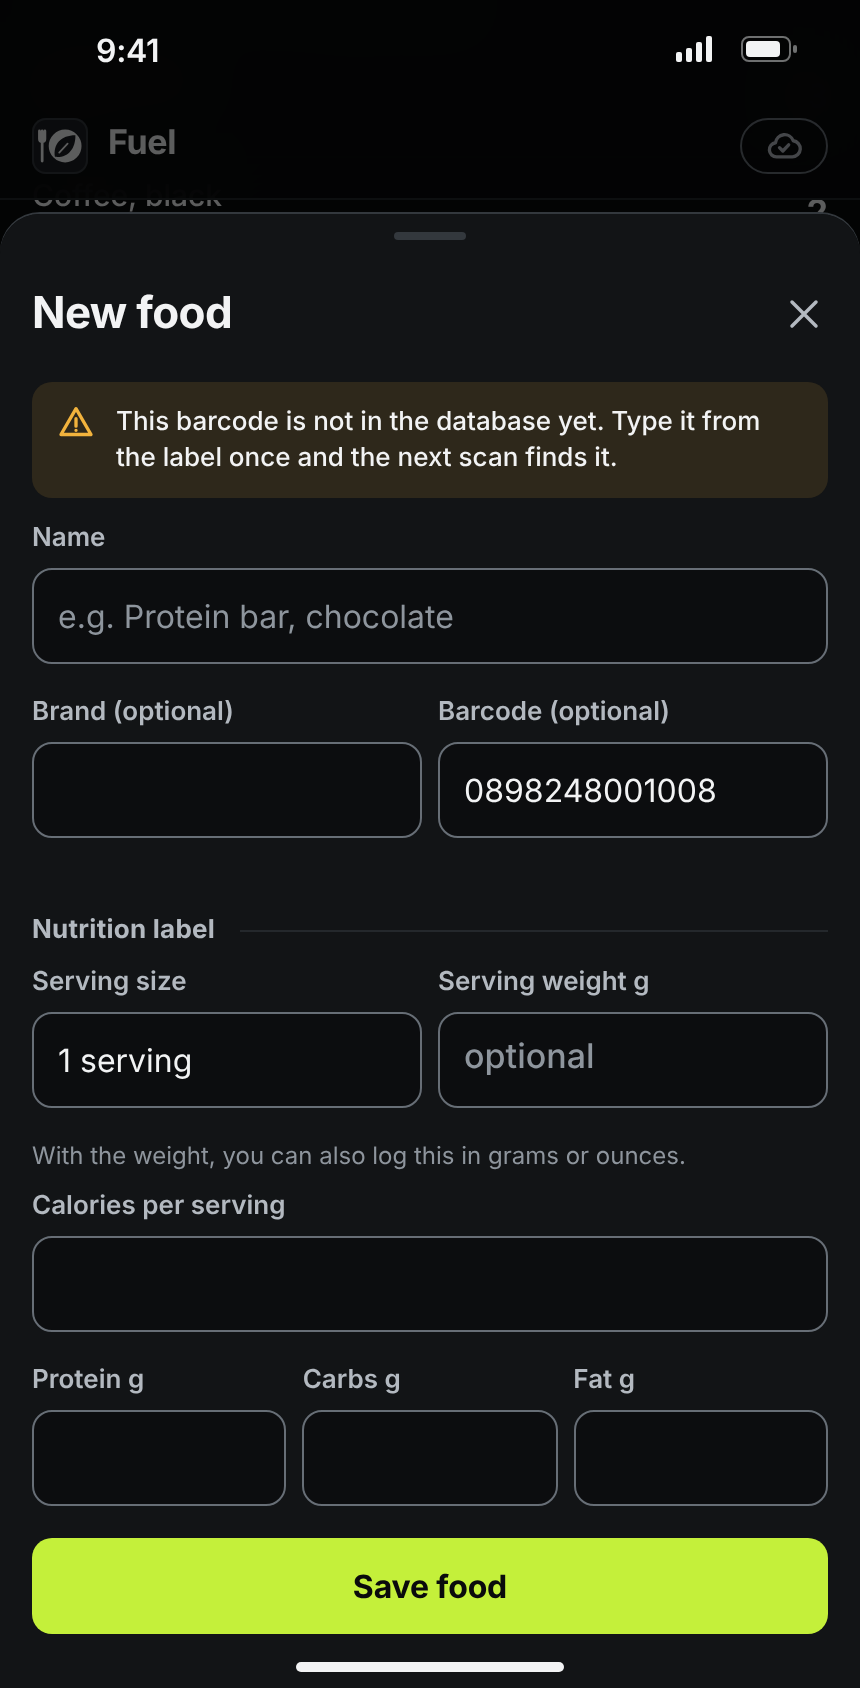 9:41
Fuel
Coffee, black
2
New food
This barcode is not in the database yet. Type it from
the label once and the next scan finds it.
Name
e.g. Protein bar, chocolate
Brand (optional) Barcode (optional)
0898248001008
Nutrition label
Serving size Serving weight g
1 serving optional
With the weight, you can also log this in grams or ounces.
Calories per serving
Protein g Carbs g Fat g
Save food